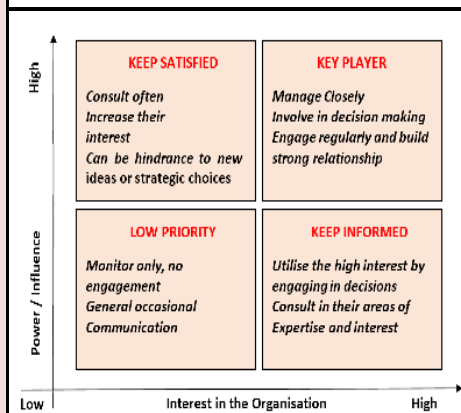 High
KEEP SATISFIED
Consult often
Increase their
interest
Can be hindrance to new
ideas or strategic choices
KEY PLAYER
Manage Closely
Involve in decision making
Engage regularly and build
strong relationship
Power / Influence
LOW PRIORITY
Monitor only, no
engagement
General occasional
Communication
KEEP INFORMED
Utilise the high interest by
engaging in decisions
Consult in their areas of
Expertise and interest
Low
Interest in the Organisation
High